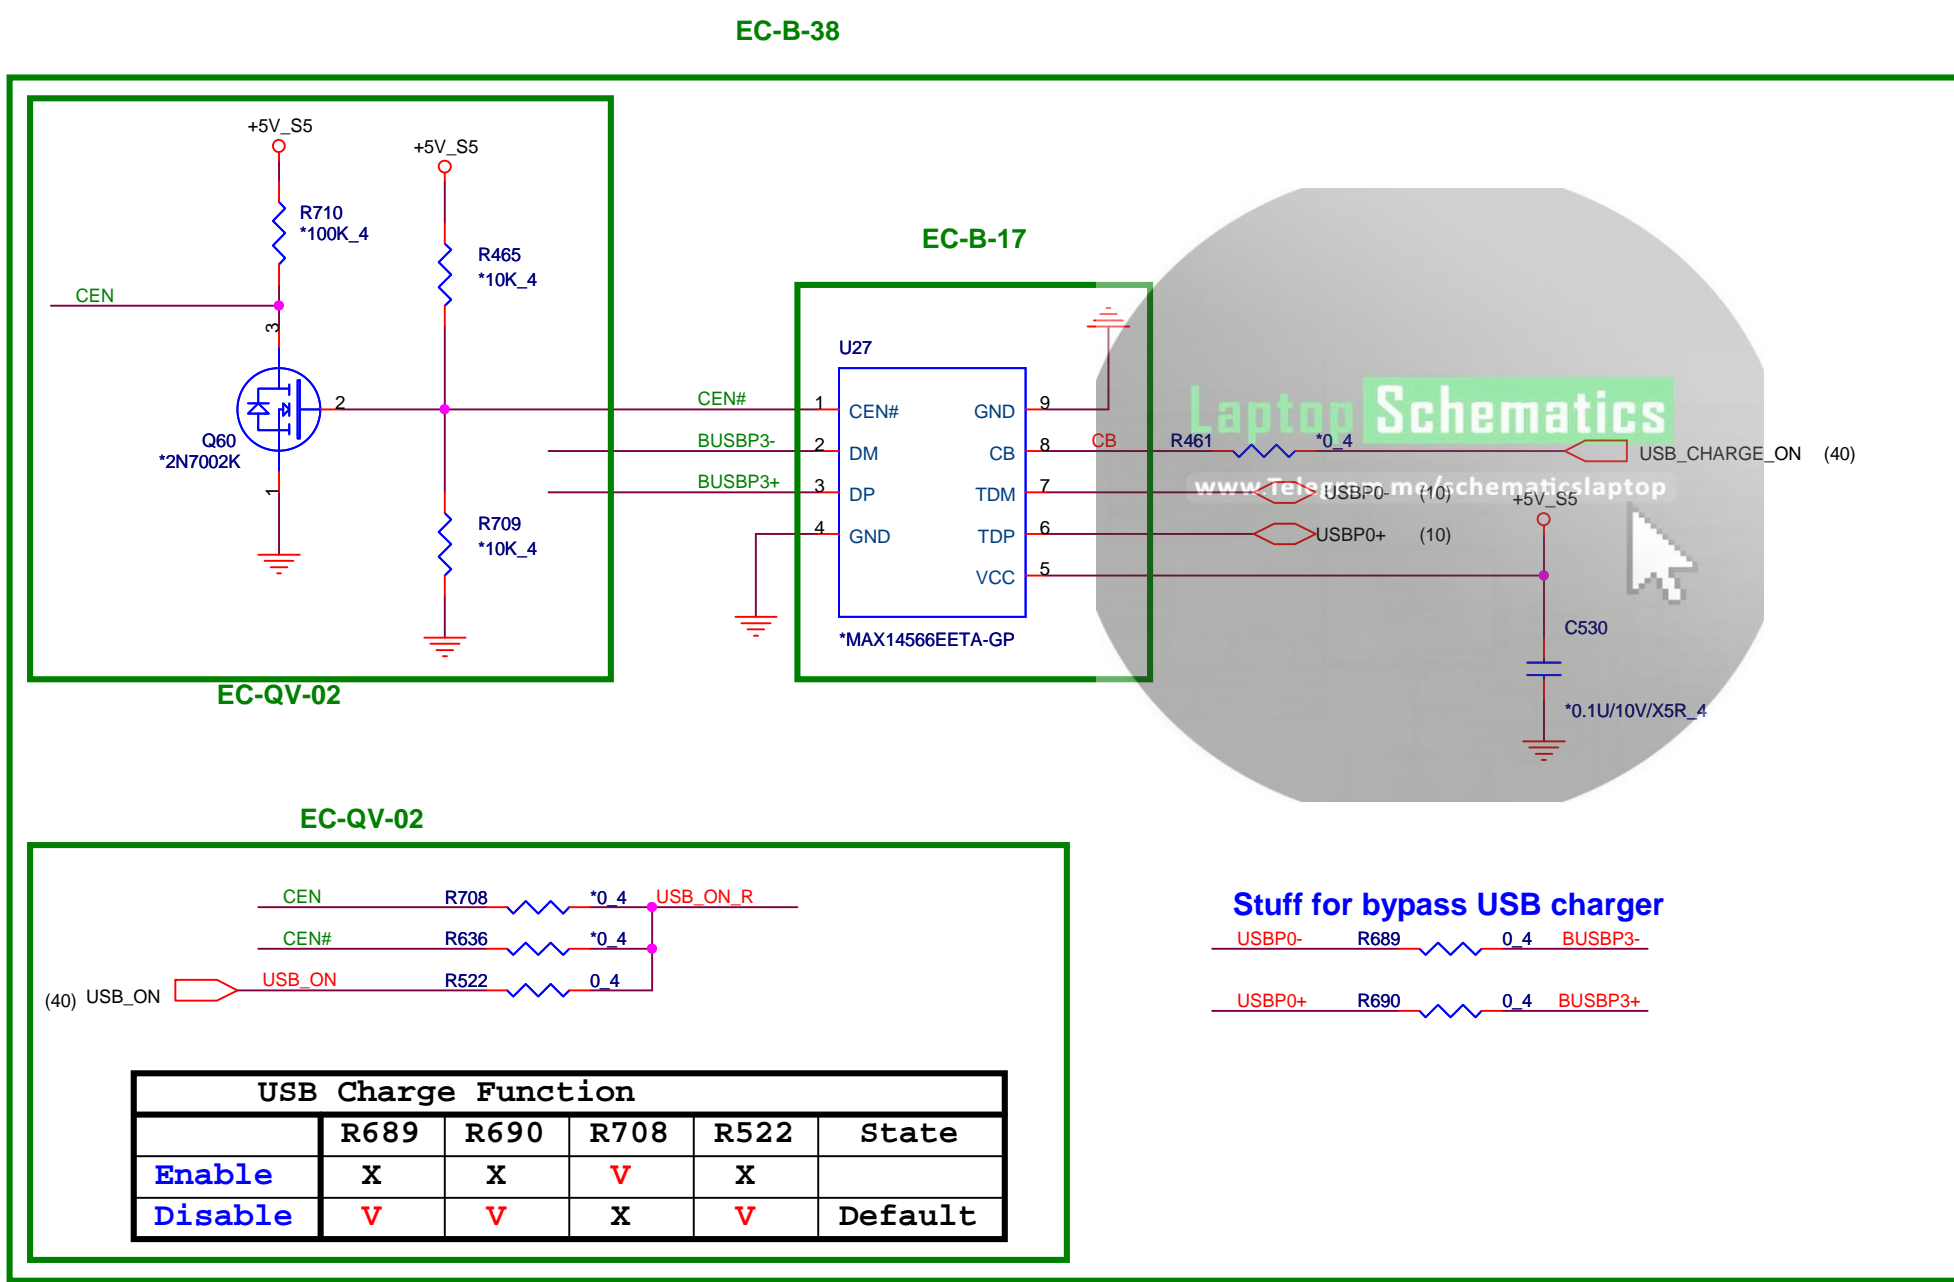 EC-B-38
+5V_S5
+5V_S5
R710
*100K_4
R465
*10K_4
CEN
3
2
Q60
*2N7002K
1
R709
*10K_4
EC-QV-02
EC-B-17
U27
CEN# 1 CEN# GND 9
BUSBP3- 2 DM CB 8 CB R461 *0_4 USB_CHARGE_ON (40)
BUSBP3+ 3 DP TDM 7 USBP0- (10)
4 GND TDP 6 USBP0+ (10)
VCC 5
+5V_S5
*MAX14566EETA-GP
C530
*0.1U/10V/X5R_4
Laptop Schematics
www.Telegram.me/schematicslaptop
EC-QV-02
CEN R708 *0_4 USB_ON_R
CEN# R636 *0_4
(40) USB_ON USB_ON R522 0_4
Stuff for bypass USB charger
USBP0- R689 0_4 BUSBP3-
USBP0+ R690 0_4 BUSBP3+
USB Charge Function
R689 R690 R708 R522 State
Enable X X V X
Disable V V X V Default